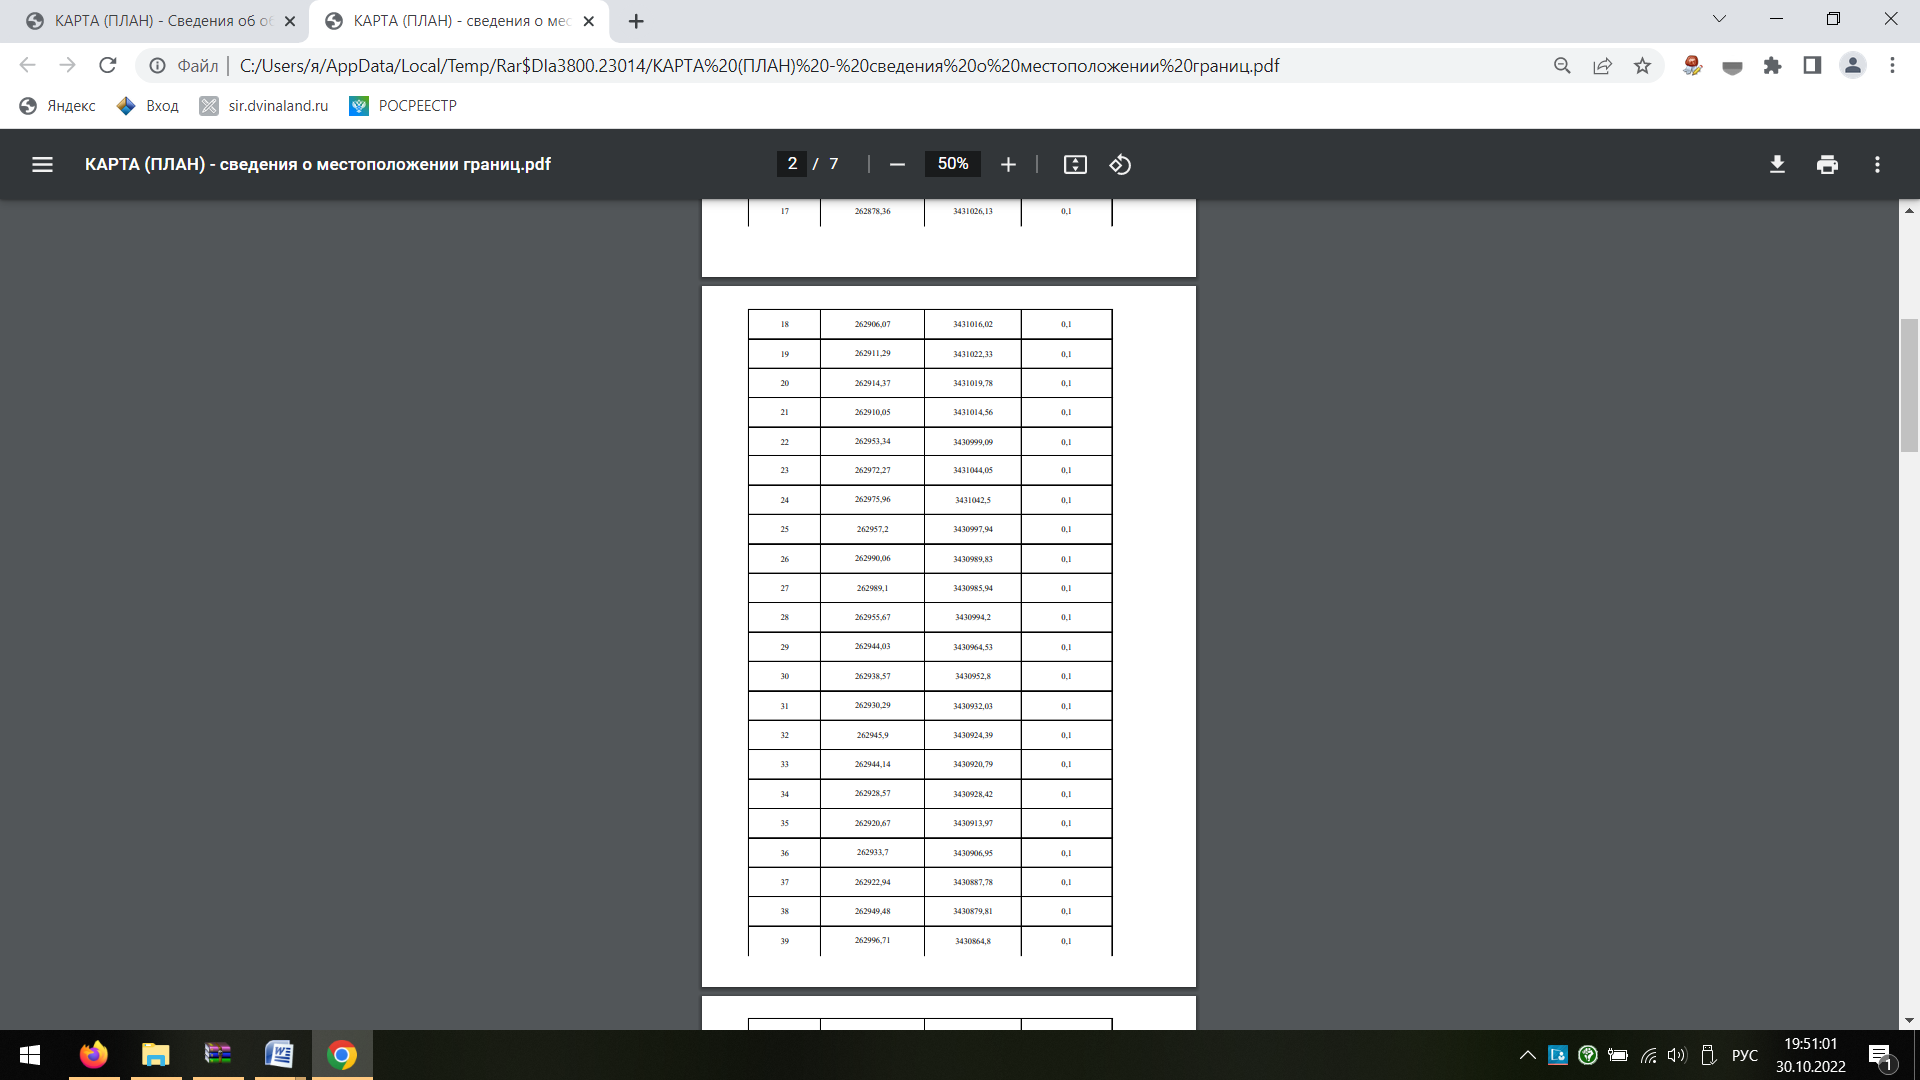 КАРТА (ПЛАН) - Сведения об об
КАРТА (ПЛАН) - сведения о мес
Файл C:/Users/я/AppData/Local/Temp/Rar$DIa3800.23014/КАРТА%20(ПЛАН)%20-%20сведения%20о%20местоположении%20границ.pdf
Яндекс Вход sir.dvinaland.ru РОСРЕЕСТР
КАРТА (ПЛАН) - сведения о местоположении границ.pdf 2 / 7 50%
17 262878,36 3431026,13 0,1
18 262906,07 3431016,02 0,1
19 262911,29 3431022,33 0,1
20 262914,37 3431019,78 0,1
21 262910,05 3431014,56 0,1
22 262953,34 3430999,09 0,1
23 262972,27 3431044,05 0,1
24 262975,96 3431042,5 0,1
25 262957,2 3430997,94 0,1
26 262990,06 3430989,83 0,1
27 262989,1 3430985,94 0,1
28 262955,67 3430994,2 0,1
29 262944,03 3430964,53 0,1
30 262938,57 3430952,8 0,1
31 262930,29 3430932,03 0,1
32 262945,9 3430924,39 0,1
33 262944,14 3430920,79 0,1
34 262928,57 3430928,42 0,1
35 262920,67 3430913,97 0,1
36 262933,7 3430906,95 0,1
37 262922,94 3430887,78 0,1
38 262949,48 3430879,81 0,1
39 262996,71 3430864,8 0,1
РУС
19:51:01
30.10.2022
1